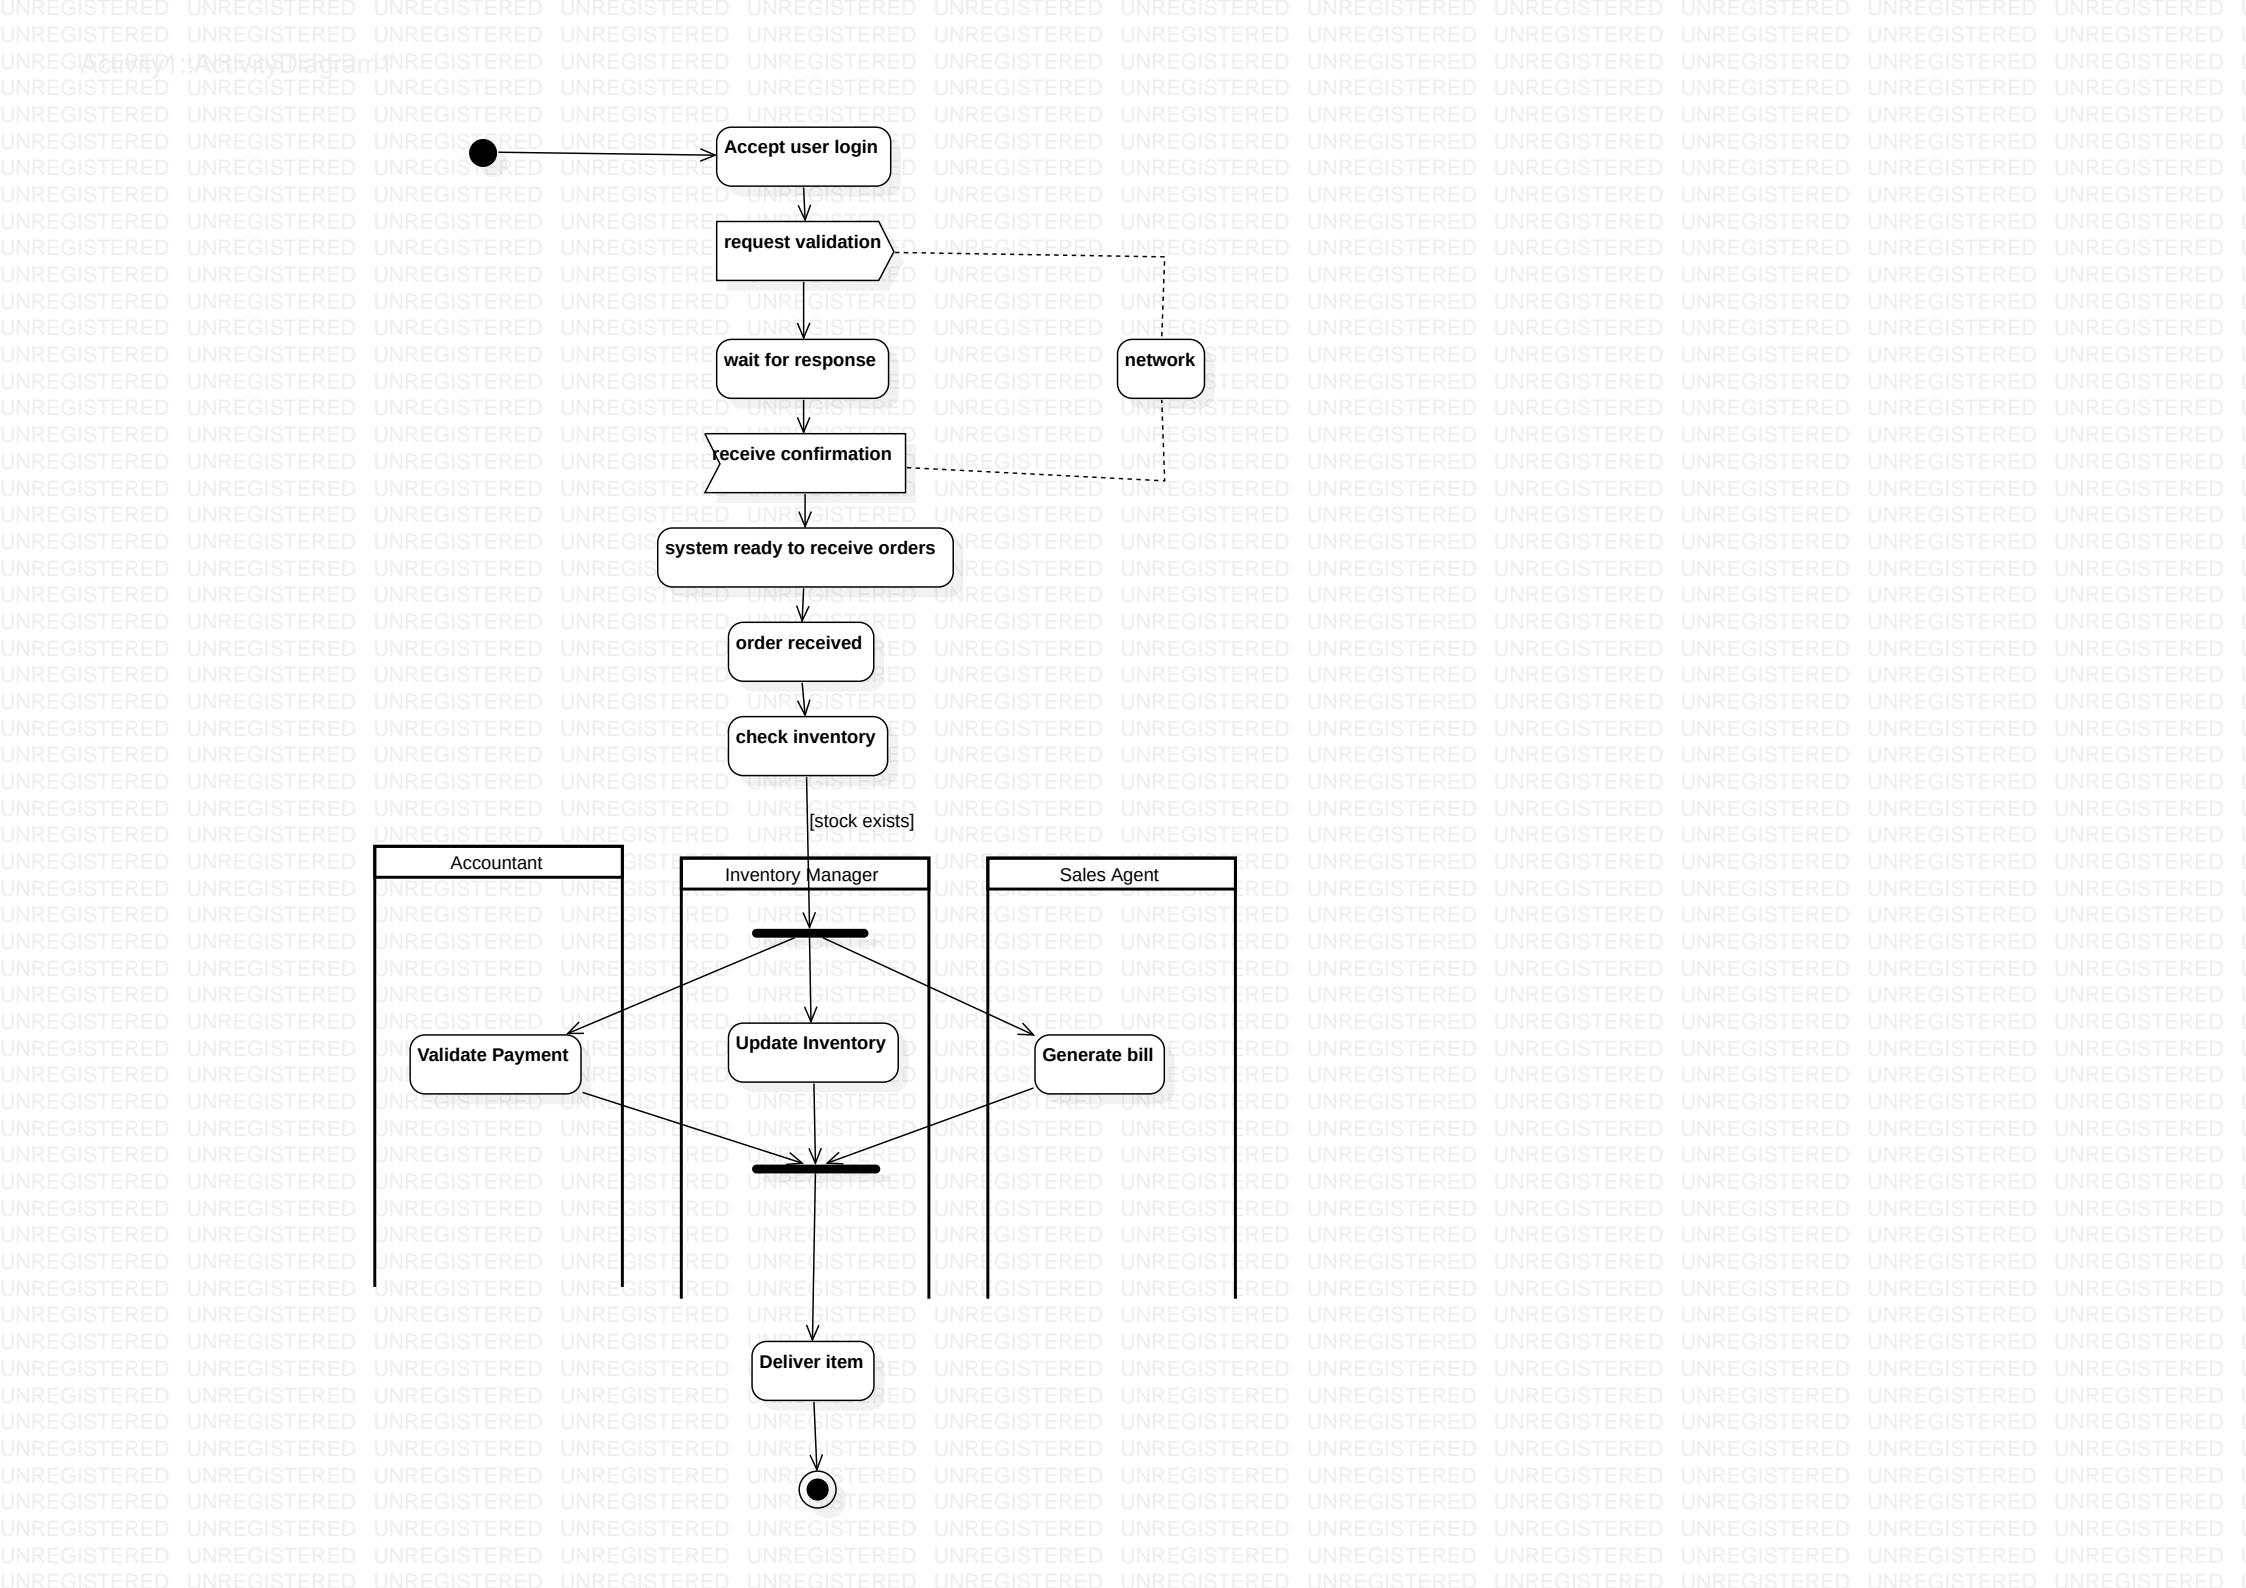 Activity1::ActivityDiagram1
Accept user login
request validation
wait for response
network
receive confirmation
system ready to receive orders
order received
check inventory
[stock exists]
Accountant
Inventory Manager
Sales Agent
Validate Payment
Update Inventory
Generate bill
Deliver item
UNREGISTERED